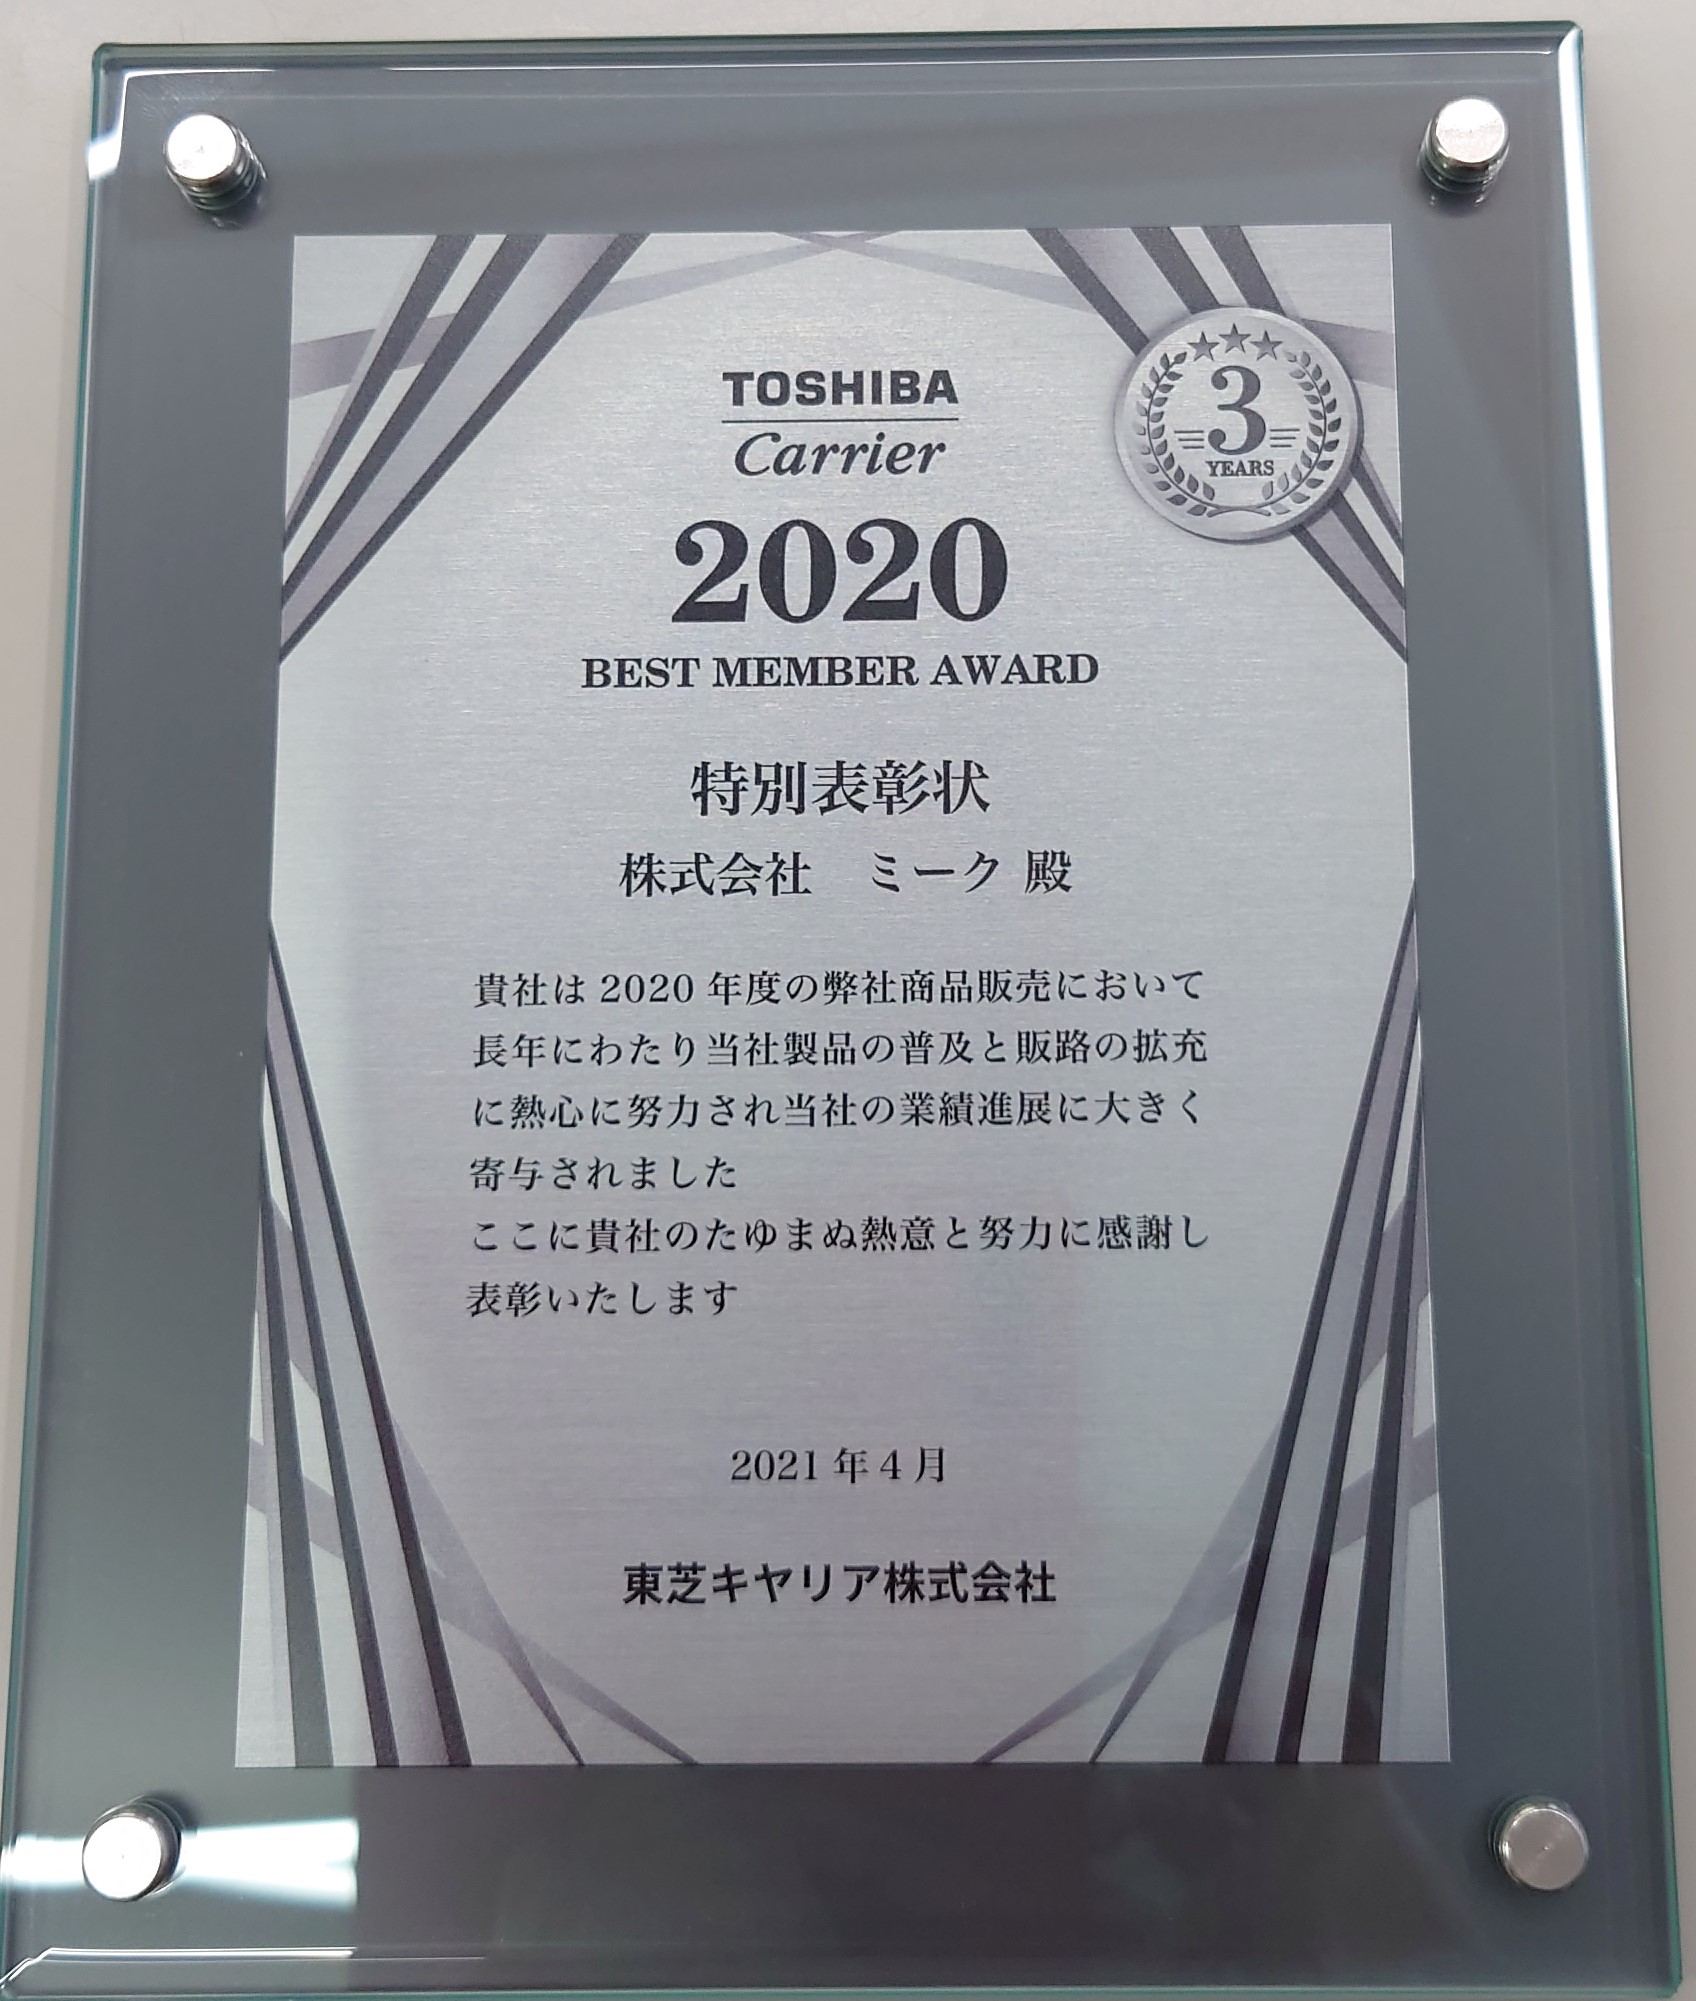 TOSHIBA
Carrier
3
YEARS
2020
BEST MEMBER AWARD
特別表彰状
株式会社　ミーク 殿
貴社は 2020 年度の弊社商品販売において
長年にわたり当社製品の普及と販路の拡充
に熱心に努力され当社の業績進展に大きく
寄与されました
ここに貴社のたゆまぬ熱意と努力に感謝し
表彰いたします
2021 年 4 月
東芝キヤリア株式会社